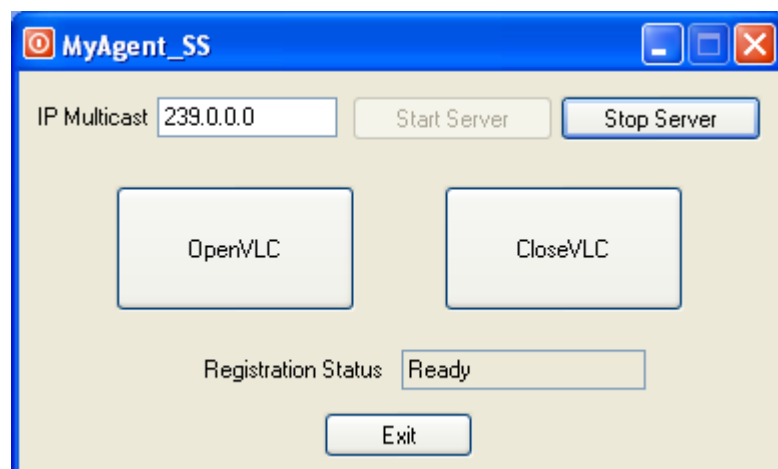 MyAgent_SS
IP Multicast 239.0.0.0 Start Server Stop Server
OpenVLC CloseVLC
Registration Status Ready
Exit